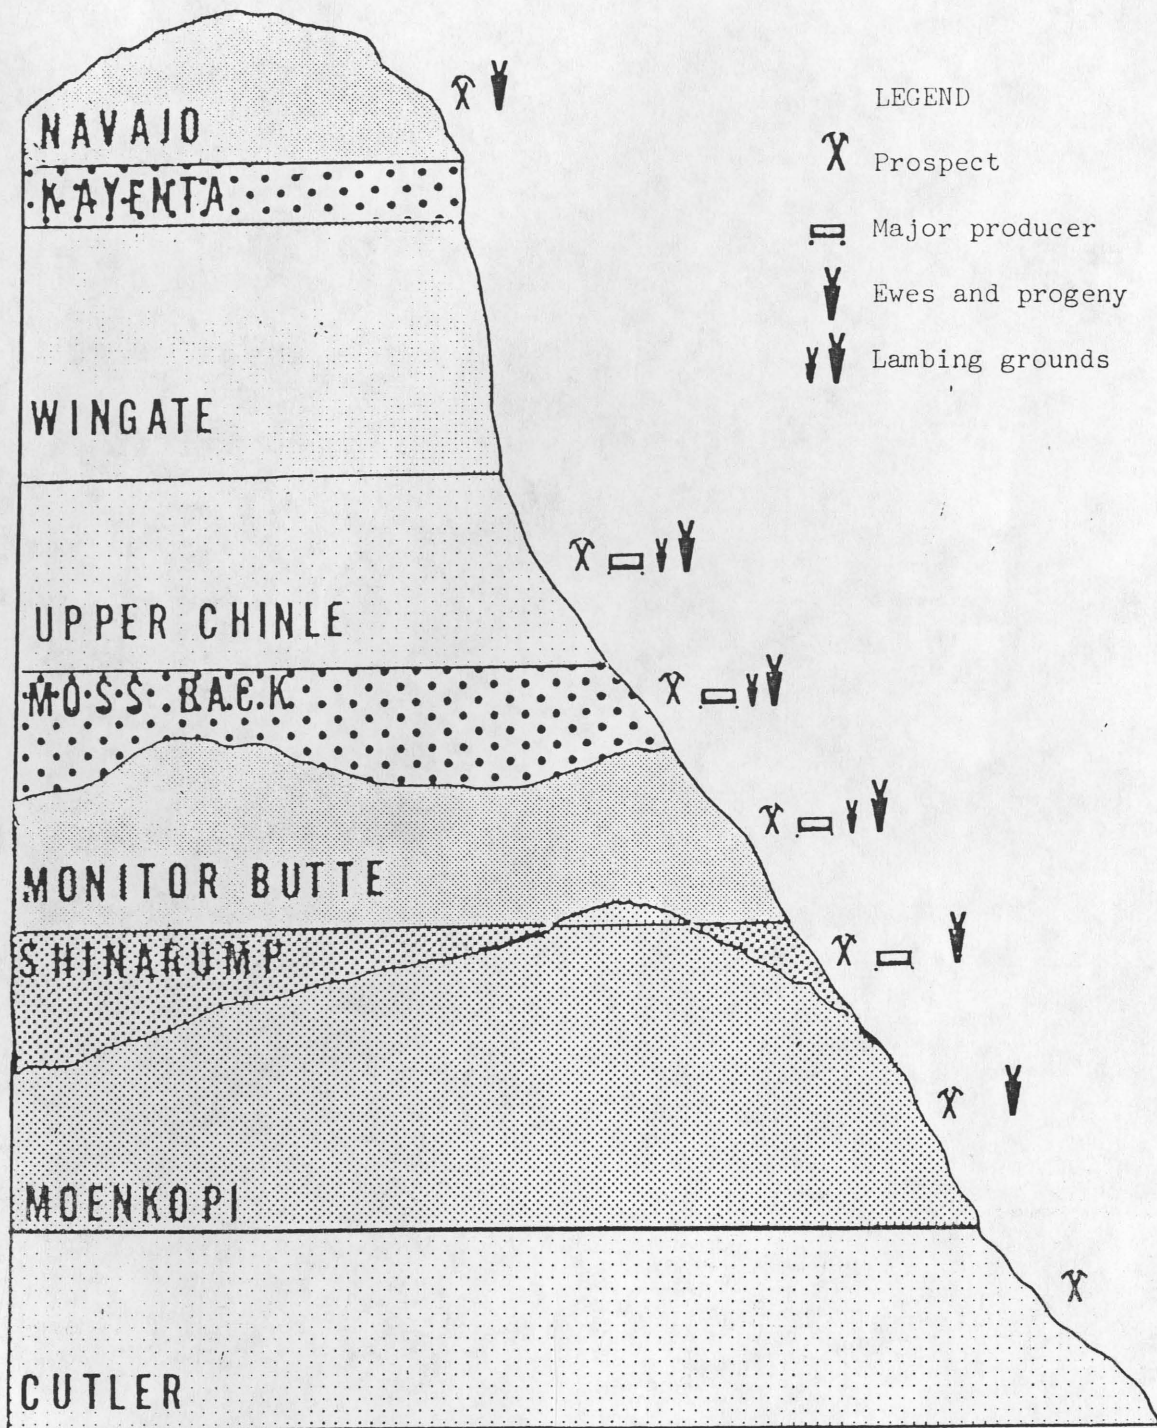 LEGEND
Prospect
Major producer
Ewes and progeny
Lambing grounds
NAVAJO
KAYENTA
WINGATE
UPPER CHINLE
MOSS BACK
MONITOR BUTTE
SHINARUMP
MOENKOPI
CUTLER